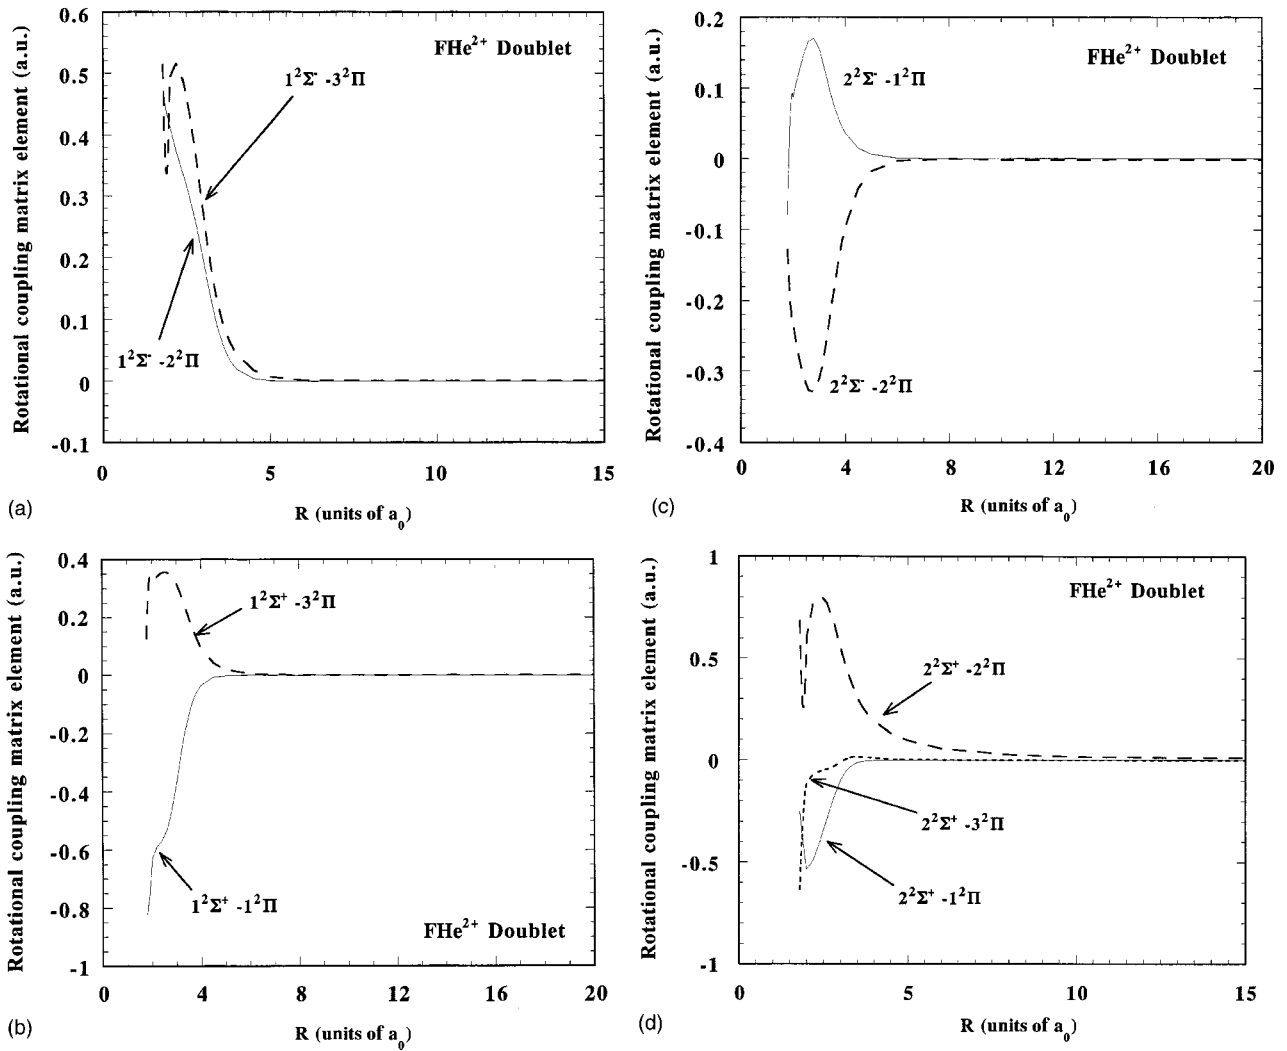 Rotational coupling matrix element (a.u.)
0.6
0.5
0.4
0.3
0.2
0.1
0
-0.1
FHe²⁺ Doublet
1²Σ⁻ -3²Π
1²Σ⁻ -2²Π
0 5 10 15
R (units of a₀)
(a)
Rotational coupling matrix element (a.u.)
0.2
0.1
0
-0.1
-0.2
-0.3
-0.4
FHe²⁺ Doublet
2²Σ⁻ -1²Π
2²Σ⁻ -2²Π
0 4 8 12 16 20
R (units of a₀)
(c)
Rotational coupling matrix element (a.u.)
0.4
0.2
0
-0.2
-0.4
-0.6
-0.8
-1
1²Σ⁺ -3²Π
1²Σ⁺ -1²Π
FHe²⁺ Doublet
0 4 8 12 16 20
R (units of a₀)
(b)
Rotational coupling matrix element (a.u.)
1
0.5
0
-0.5
-1
FHe²⁺ Doublet
2²Σ⁺ -2²Π
2²Σ⁺ -3²Π
2²Σ⁺ -1²Π
0 5 10 15
R (units of a₀)
(d)